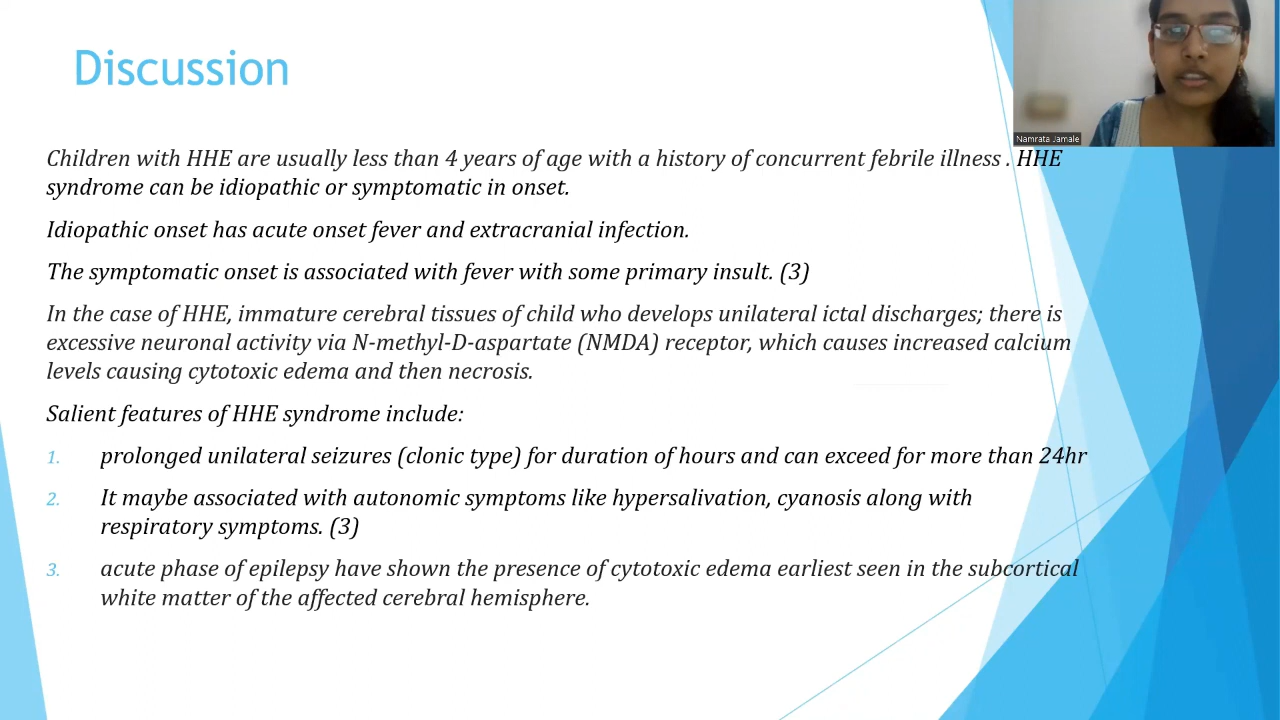 Discussion
Namrata Jamale
Children with HHE are usually less than 4 years of age with a history of concurrent febrile illness . HHE
syndrome can be idiopathic or symptomatic in onset.
Idiopathic onset has acute onset fever and extracranial infection.
The symptomatic onset is associated with fever with some primary insult. (3)
In the case of HHE, immature cerebral tissues of child who develops unilateral ictal discharges; there is
excessive neuronal activity via N-methyl-D-aspartate (NMDA) receptor, which causes increased calcium
levels causing cytotoxic edema and then necrosis.
Salient features of HHE syndrome include:
1. prolonged unilateral seizures (clonic type) for duration of hours and can exceed for more than 24hr
2. It maybe associated with autonomic symptoms like hypersalivation, cyanosis along with
respiratory symptoms. (3)
3. acute phase of epilepsy have shown the presence of cytotoxic edema earliest seen in the subcortical
white matter of the affected cerebral hemisphere.